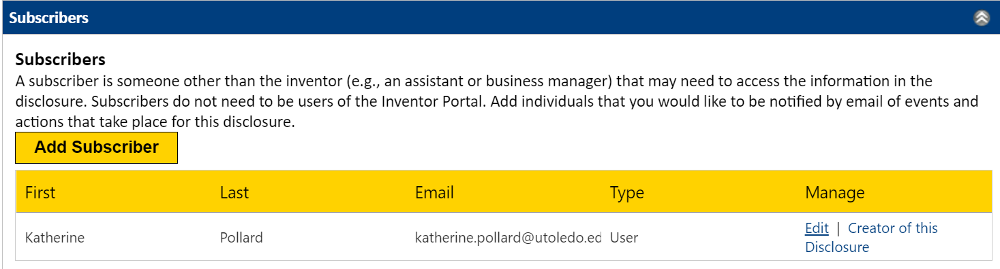 Subscribers
Subscribers
A subscriber is someone other than the inventor (e.g., an assistant or business manager) that may need to access the information in the
disclosure. Subscribers do not need to be users of the Inventor Portal. Add individuals that you would like to be notified by email of events and
actions that take place for this disclosure.
Add Subscriber
First Last Email Type Manage
Katherine Pollard katherine.pollard@utoledo.ed User Edit | Creator of this
Disclosure